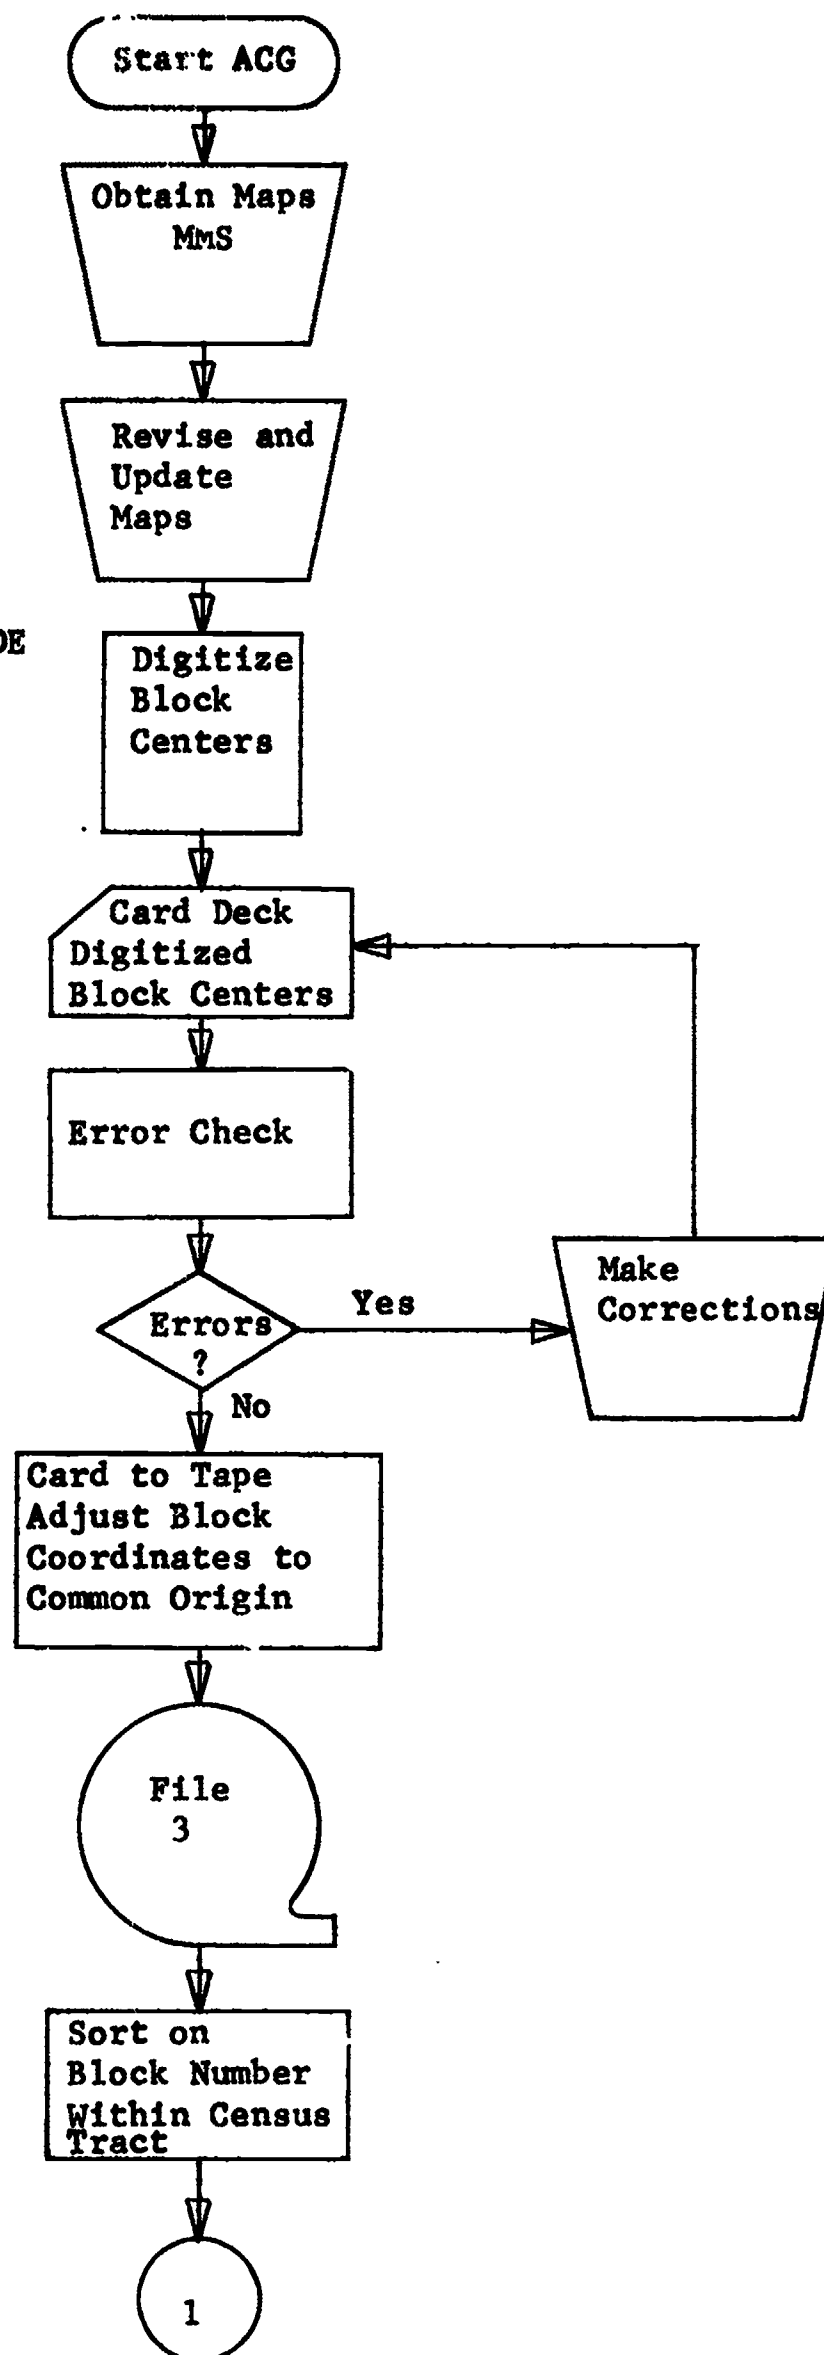 Start ACG
Obtain Maps
MMS
Revise and
Update
Maps
Digitize
Block
Centers
Card Deck
Digitized
Block Centers
Error Check
Errors
?
Yes
Make
Corrections
No
Card to Tape
Adjust Block
Coordinates to
Common Origin
File
3
Sort on
Block Number
Within Census
Tract
1